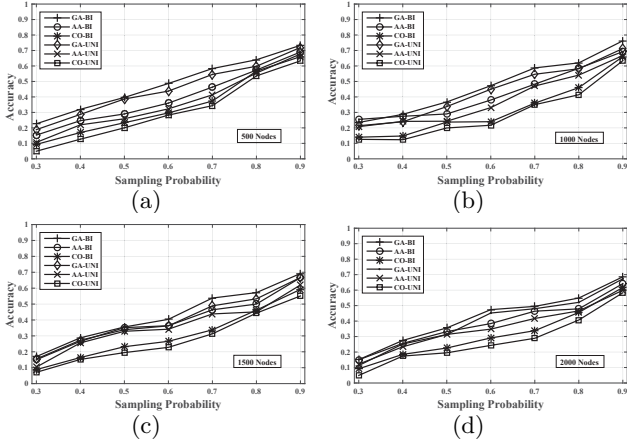 1
0.9
0.8
0.7
0.6
0.5
0.4
0.3
0.2
0.1
0
Accuracy
GA-BI
AA-BI
CO-BI
GA-UNI
AA-UNI
CO-UNI
500 Nodes
0.3 0.4 0.5 0.6 0.7 0.8 0.9
Sampling Probability
(a)
1
0.9
0.8
0.7
0.6
0.5
0.4
0.3
0.2
0.1
0
Accuracy
GA-BI
AA-BI
CO-BI
GA-UNI
AA-UNI
CO-UNI
1000 Nodes
0.3 0.4 0.5 0.6 0.7 0.8 0.9
Sampling Probability
(b)
1
0.9
0.8
0.7
0.6
0.5
0.4
0.3
0.2
0.1
0
Accuracy
GA-BI
AA-BI
CO-BI
GA-UNI
AA-UNI
CO-UNI
1500 Nodes
0.3 0.4 0.5 0.6 0.7 0.8 0.9
Sampling Probability
(c)
1
0.9
0.8
0.7
0.6
0.5
0.4
0.3
0.2
0.1
0
Accuracy
GA-BI
AA-BI
CO-BI
GA-UNI
AA-UNI
CO-UNI
2000 Nodes
0.3 0.4 0.5 0.6 0.7 0.8 0.9
Sampling Probability
(d)